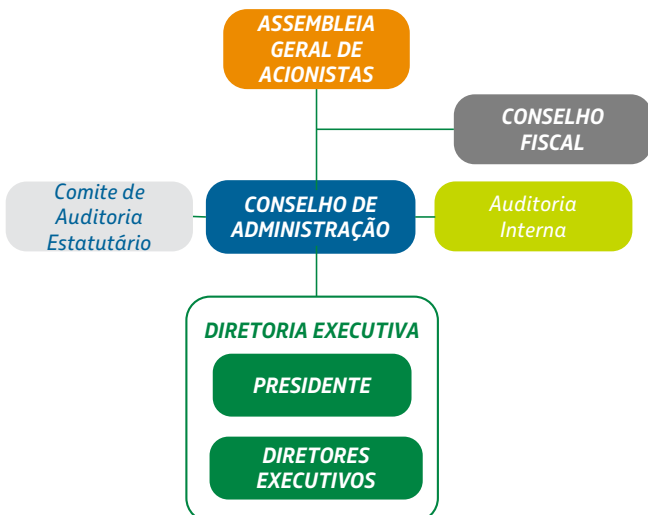 ASSEMBLEIA
GERAL DE
ACIONISTAS
CONSELHO
FISCAL
Comite de
Auditoria
Estatutário
CONSELHO DE
ADMINISTRAÇÃO
Auditoria
Interna
DIRETORIA EXECUTIVA
PRESIDENTE
DIRETORES
EXECUTIVOS